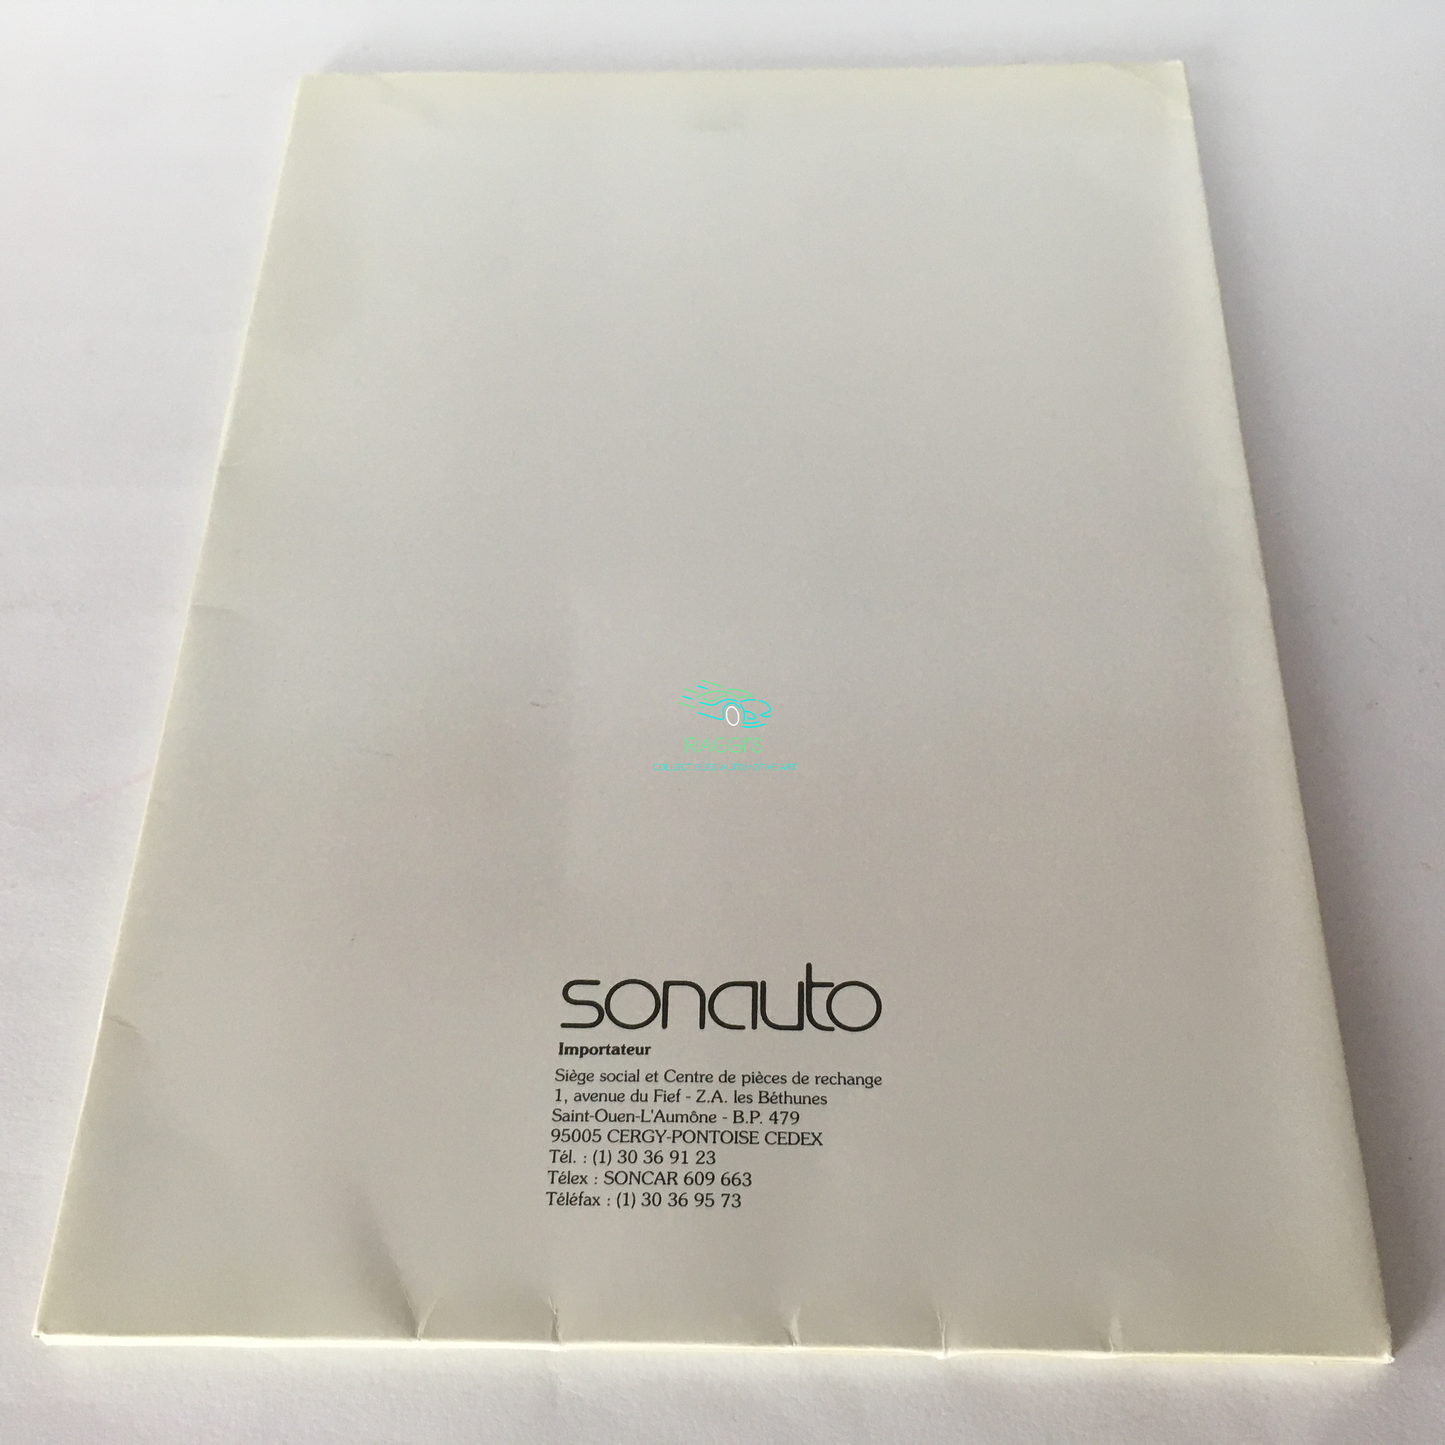 RACGES
sonauto
Importateur
Siège social et Centre de pièces de rechange
1, avenue du Fief - Z.A. les Béthunes
Saint-Ouen-L'Aumône - B.P. 479
95005 CERGY-PONTOISE CEDEX
Tél. : (1) 30 36 91 23
Télex : SONCAR 609 663
Téléfax : (1) 30 36 95 73